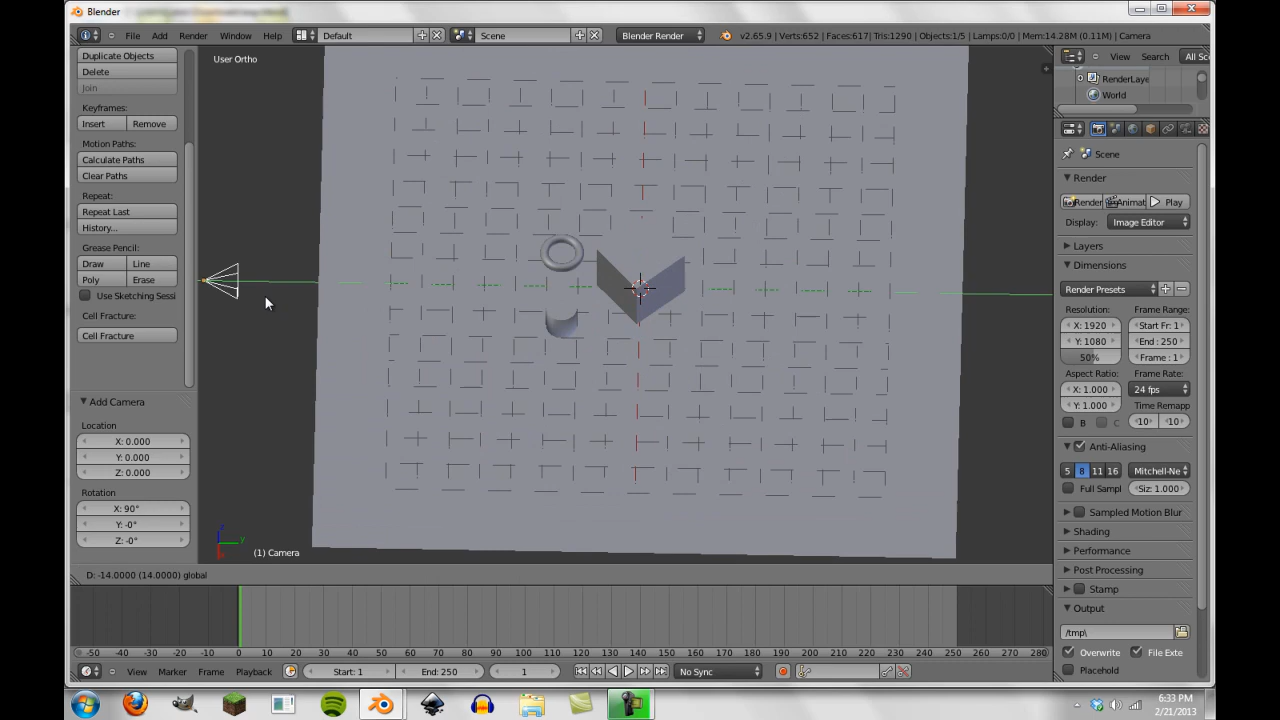 Blender
File Add Render Window Help Default Scene Blender Render v2.65.9 | Verts:652 | Faces:617 | Tris:1290 | Objects:1/5 | Lamps:0/0 | Mem:14.28M (0.11M) | Camera
Duplicate Objects
Delete
Join
Keyframes:
Insert Remove
Motion Paths:
Calculate Paths
Clear Paths
Repeat:
Repeat Last
History...
Grease Pencil:
Draw Line
Poly Erase
Use Sketching Sessi
Cell Fracture:
Cell Fracture
Add Camera
Location
X: 0.000
Y: 0.000
Z: 0.000
Rotation
X: 90°
Y: -0°
Z: -0°
User Ortho
z
y
x
(1) Camera
D: -14.0000 (14.0000) global
View Search All Sc
RenderLaye
World
Scene
Render
Render Animat Play
Display: Image Editor
Layers
Dimensions
Render Presets
Resolution: Frame Range:
X: 1920 Start Fr: 1
Y: 1080 End : 250
50% Frame : 1
Aspect Ratio: Frame Rate:
X: 1.000 24 fps
Y: 1.000 Time Remapp
B C 10 10
Anti-Aliasing
5 8 11 16 Mitchell-Ne
Full Sampl Siz: 1.000
Sampled Motion Blur
Shading
Performance
Post Processing
Stamp
Output
/tmp\
Overwrite File Exte
Placehold
-50 -40 -30 -20 -10 0 10 20 30 40 50 60 70 80 90 100 110 120 130 140 150 160 170 180 190 200 210 220 230 240 250 260 270 280
View Marker Frame Playback Start: 1 End: 250 1 No Sync
6:33 PM
2/21/2013